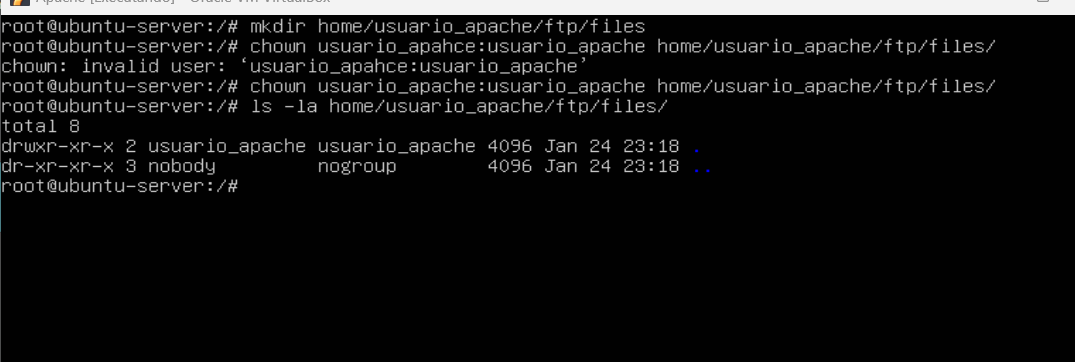 Apache [Executando] - Oracle VM VirtualBox
root@ubuntu-server:/# mkdir home/usuario_apache/ftp/files
root@ubuntu-server:/# chown usuario_apahce:usuario_apache home/usuario_apache/ftp/files/
chown: invalid user: ‘usuario_apahce:usuario_apache’
root@ubuntu-server:/# chown usuario_apache:usuario_apache home/usuario_apache/ftp/files/
root@ubuntu-server:/# ls -la home/usuario_apache/ftp/files/
total 8
drwxr-xr-x 2 usuario_apache usuario_apache 4096 Jan 24 23:18 .
dr-xr-xr-x 3 nobody         nogroup        4096 Jan 24 23:18 ..
root@ubuntu-server:/#